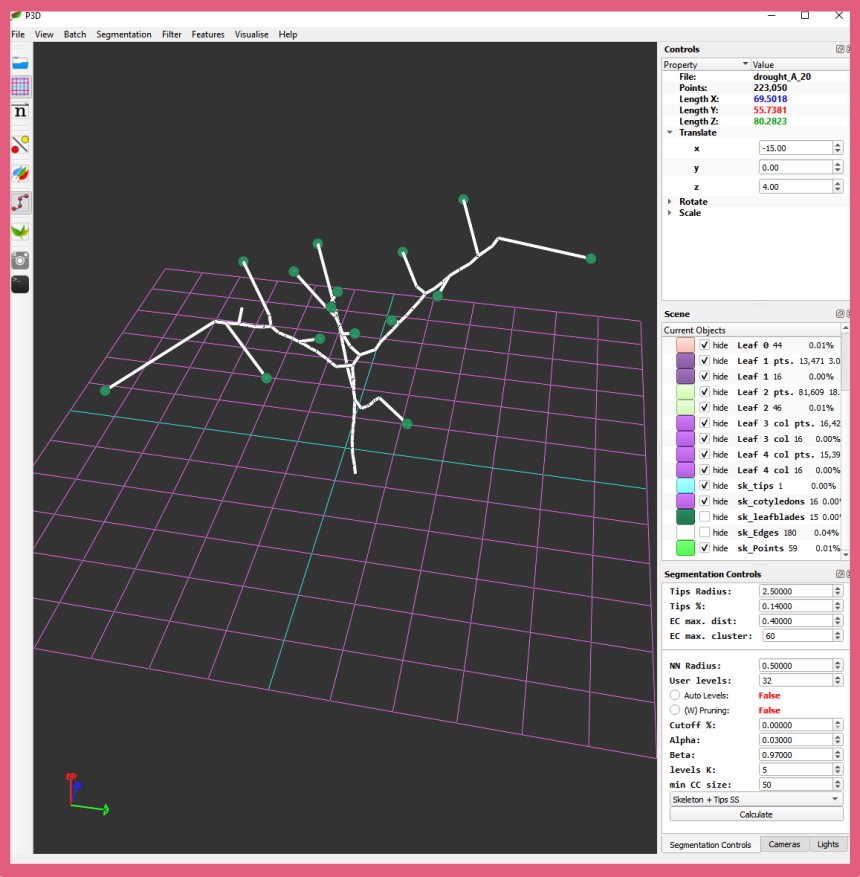 P3D
File View Batch Segmentation Filter Features Visualise Help
n
>_
Controls
Property Value
File: drought_A_20
Points: 223,050
Length X: 69.5018
Length Y: 55.7381
Length Z: 80.2823
Translate
x -15.00
y 0.00
z 4.00
Rotate
Scale
Scene
Current Objects
hide Leaf 0 44 0.01%
hide Leaf 1 pts. 13,471 3.0
hide Leaf 1 16 0.00%
hide Leaf 2 pts. 81,609 18.
hide Leaf 2 46 0.01%
hide Leaf 3 col pts. 16,42
hide Leaf 3 col 16 0.00%
hide Leaf 4 col pts. 15,39
hide Leaf 4 col 16 0.00%
hide sk_tips 1 0.00%
hide sk_cotyledons 16 0.00%
hide sk_leafblades 15 0.00%
hide sk_Edges 180 0.04%
hide sk_Points 59 0.01%
Segmentation Controls
Tips Radius: 2.50000
Tips %: 0.14000
EC max. dist: 0.40000
EC max. cluster: 60
NN Radius: 0.50000
User levels: 32
Auto Levels: False
(W) Pruning: False
Cutoff %: 0.00000
Alpha: 0.03000
Beta: 0.97000
levels K: 5
min CC size: 50
Skeleton + Tips SS
Calculate
Segmentation Controls Cameras Lights